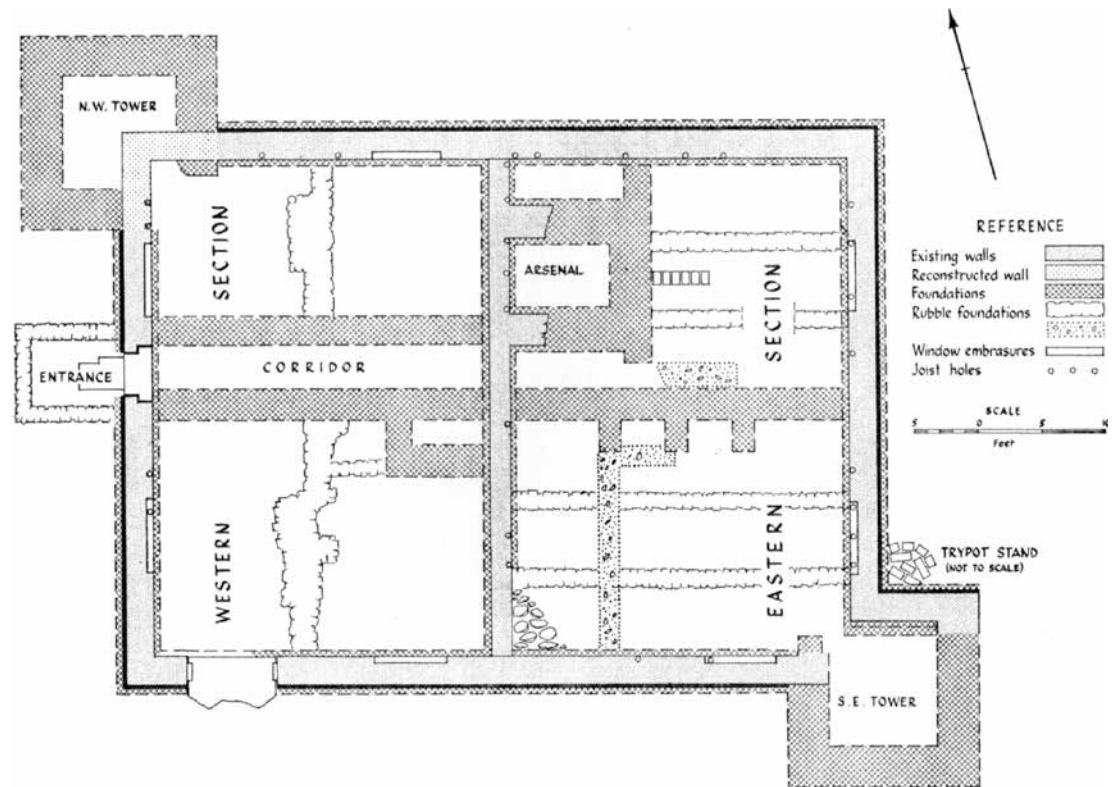 N.W. TOWER
SECTION
ARSENAL
SECTION
REFERENCE
Existing walls
Reconstructed wall
Foundations
Rubble foundations
Window embrasures
Joist holes
ENTRANCE
CORRIDOR
SCALE
5 0 5 10
Feet
WESTERN
EASTERN
TRYPOT STAND
(NOT TO SCALE)
S.E. TOWER